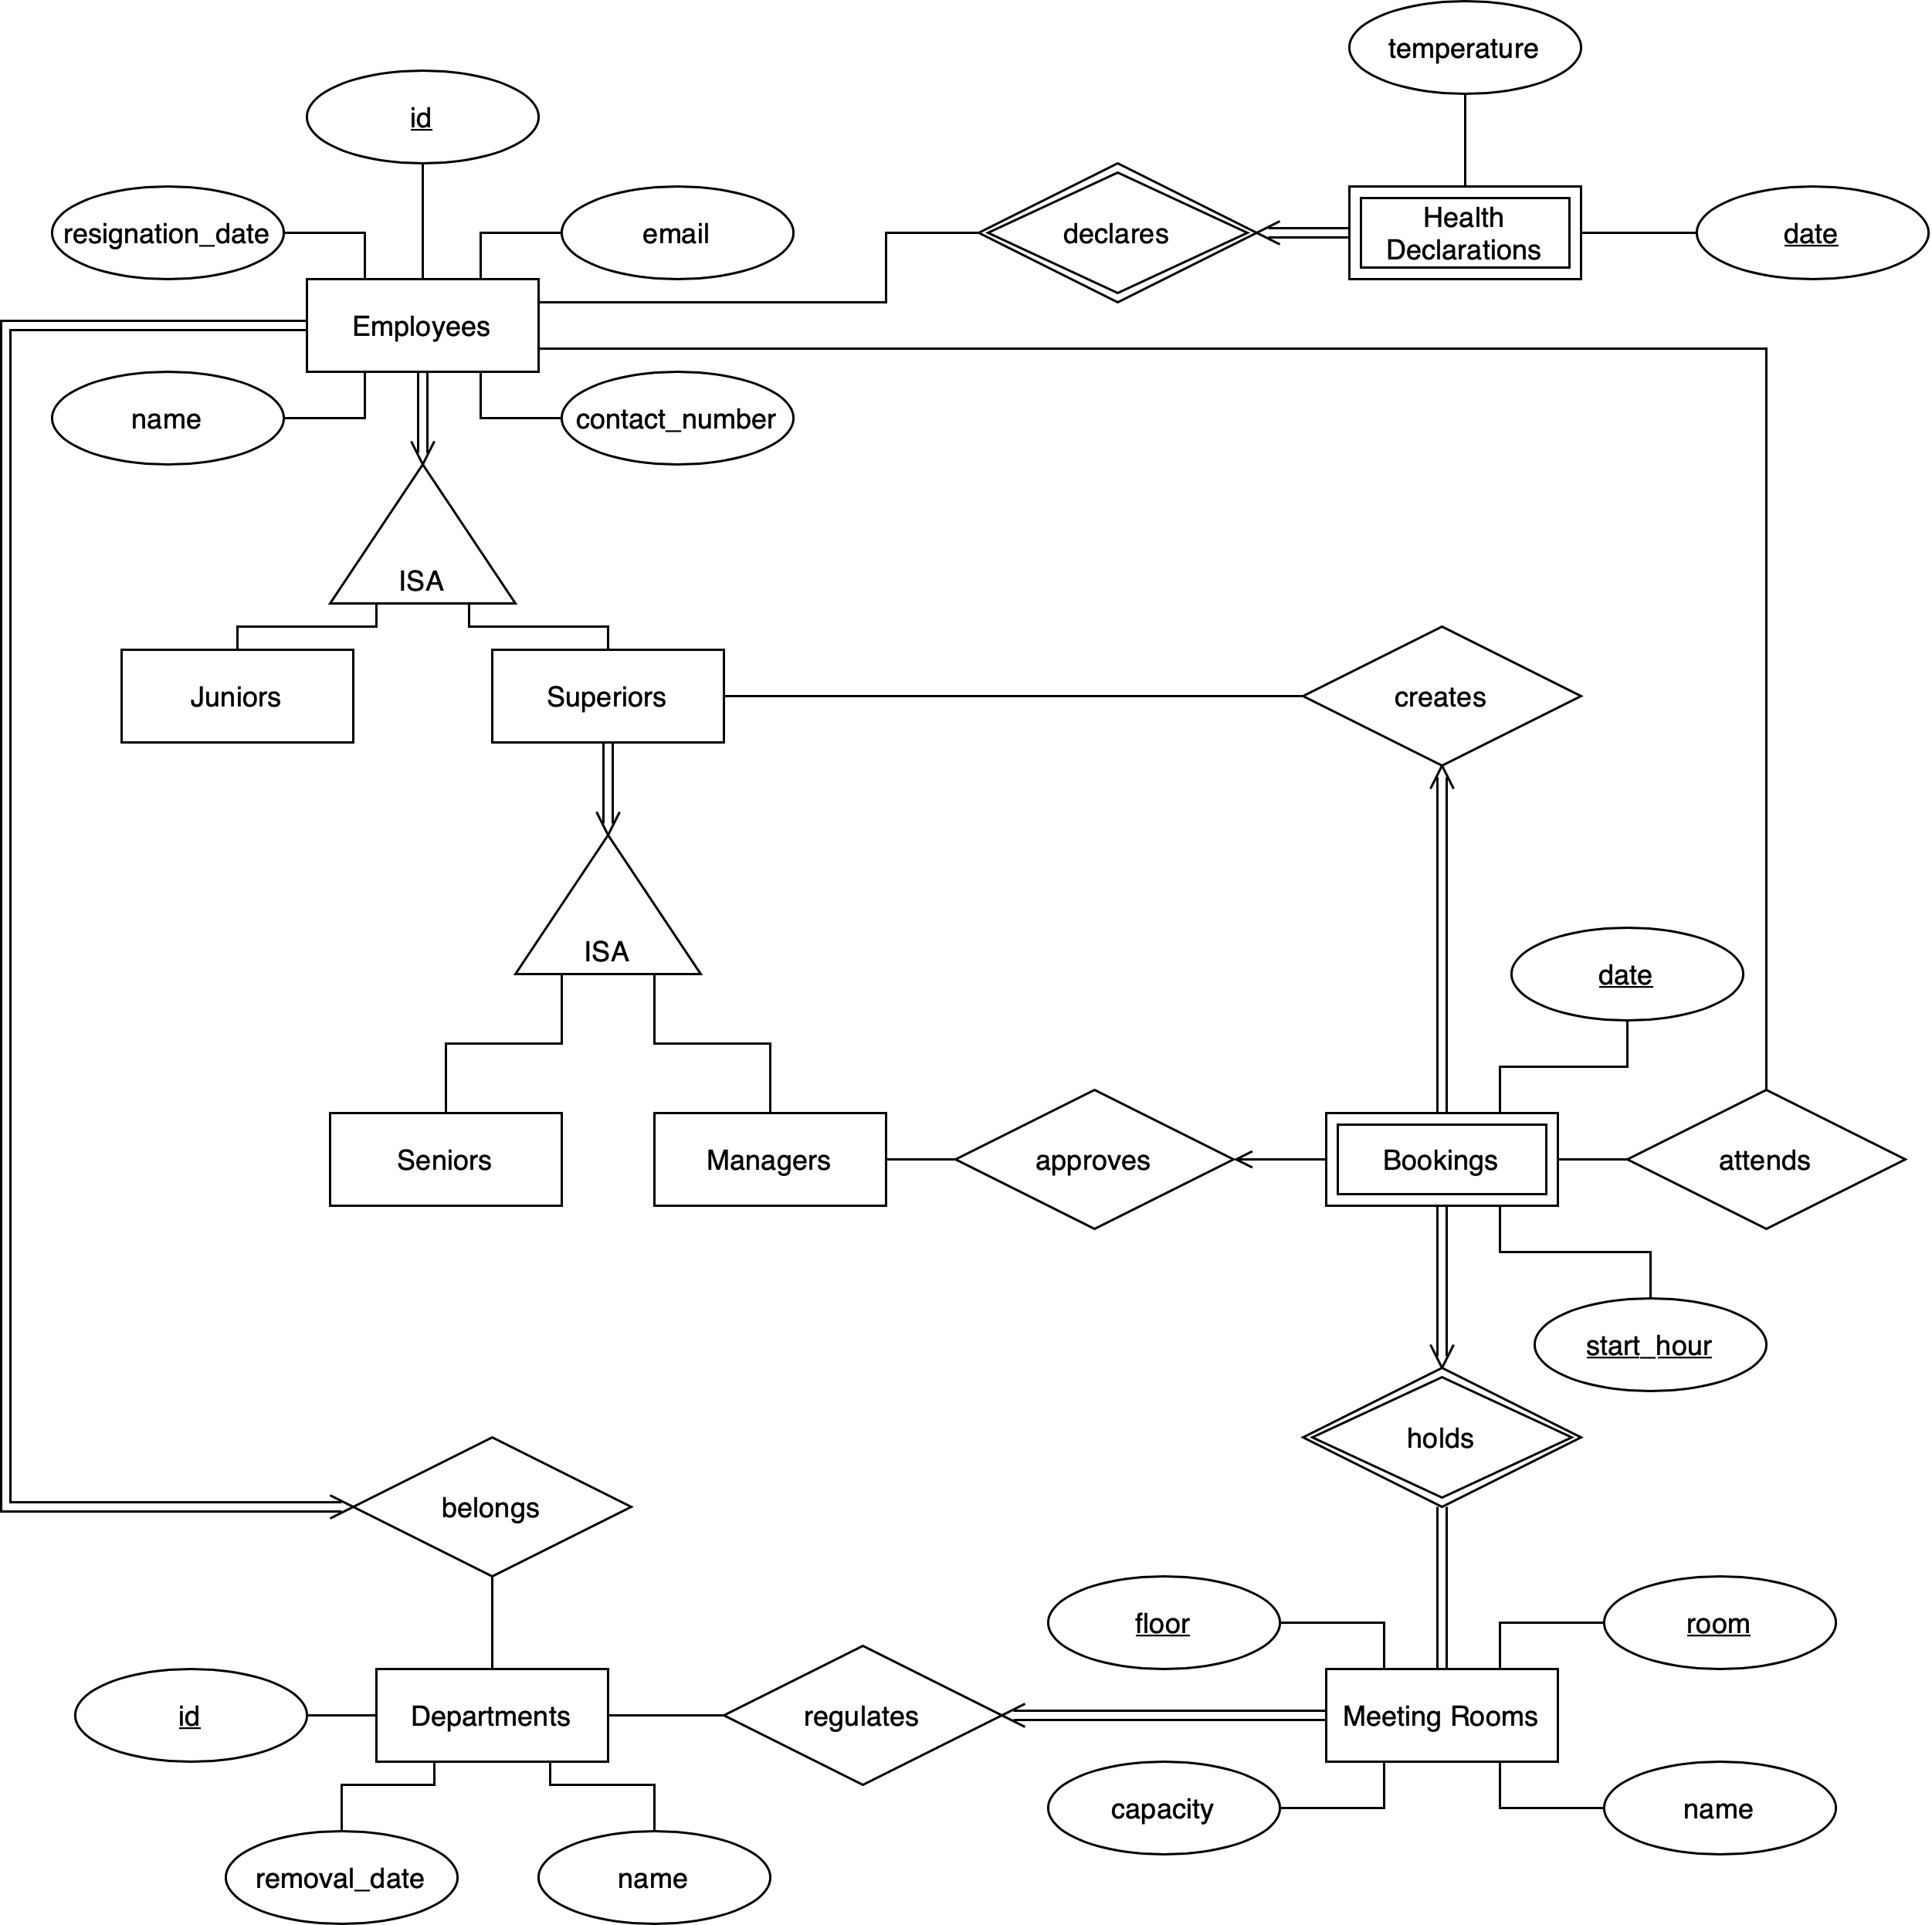 temperature
id
resignation_date
email
declares
Health
Declarations
date
Employees
name
contact_number
ISA
Juniors
Superiors
creates
ISA
date
Seniors
Managers
approves
Bookings
attends
start_hour
holds
belongs
floor
room
id
Departments
regulates
Meeting Rooms
capacity
name
removal_date
name